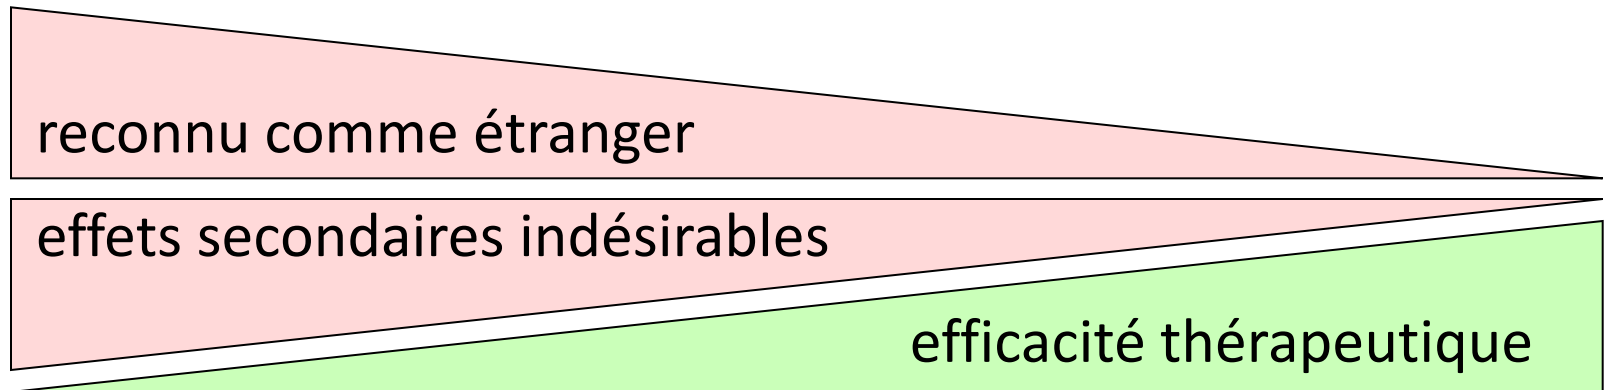 reconnu comme étranger
effets secondaires indésirables
efficacité thérapeutique